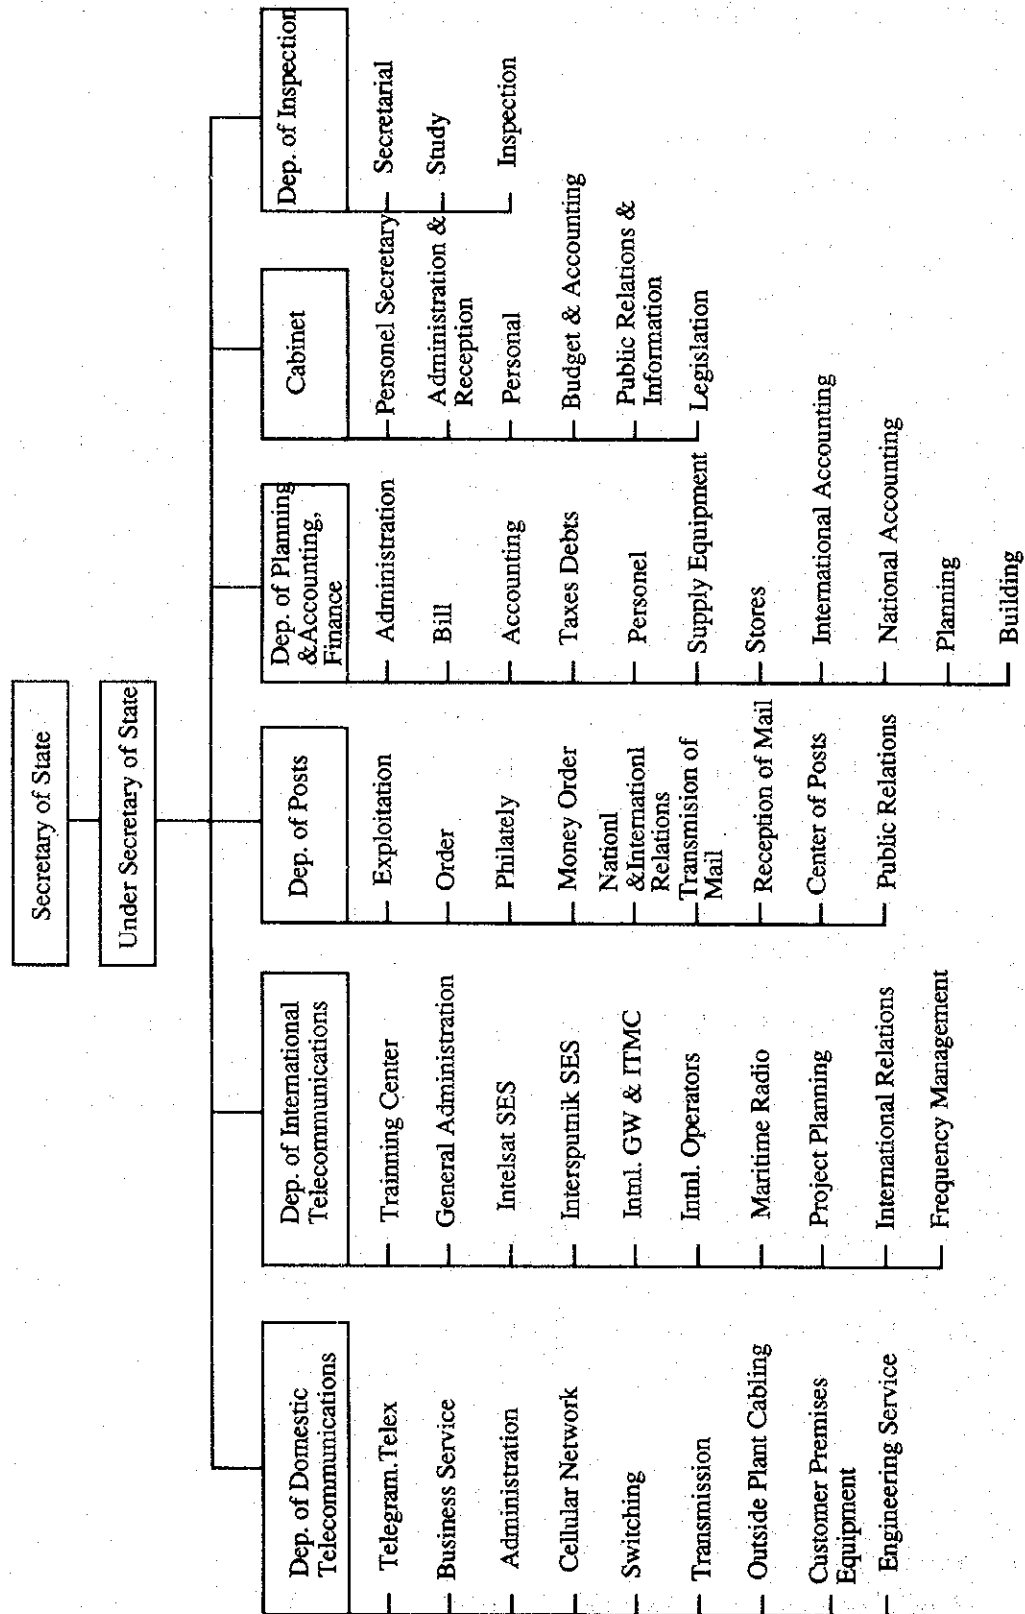 Secretary of State
Under Secretary of State
Dep. of Domestic
Telecommunications
Telegram.Telex
Business Service
Administration
Cellular Network
Switching
Transmission
Outside Plant Cabling
Customer Premises
Equipment
Engineering Service
Dep. of International
Telecommunications
Trainning Center
General Administration
Intelsat SES
Intersputnik SES
Intnl. GW & ITMC
Intnl. Operators
Maritime Radio
Project Planning
International Relations
Frequency Management
Dep. of Posts
Exploitation
Order
Philately
Money Order
Nationl
&Internationl
Relations
Transmision of
Mail
Reception of Mail
Center of Posts
Public Relations
Dep. of Planning
&Accounting,
Finance
Administration
Bill
Accounting
Taxes Debts
Personel
Supply Equipment
Stores
International Accounting
National Accounting
Planning
Building
Cabinet
Personel Secretary
Administration &
Reception
Personal
Budget & Accounting
Public Relations &
Information
Legislation
Dep. of Inspection
Secretarial
Study
Inspection